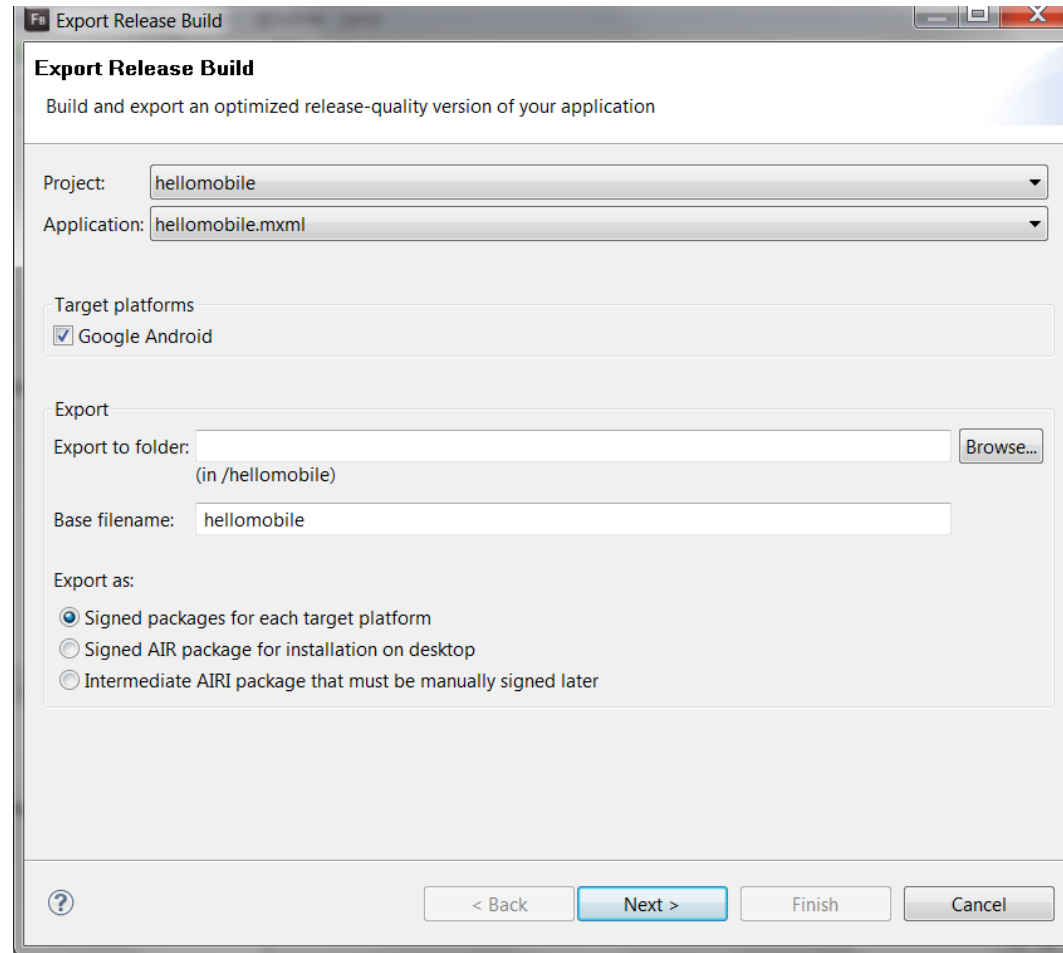 FB Export Release Build
Export Release Build
Build and export an optimized release-quality version of your application
Project: hellomobile
Application: hellomobile.mxml
Target platforms
Google Android
Export
Export to folder: Browse...
(in /hellomobile)
Base filename: hellomobile
Export as:
Signed packages for each target platform
Signed AIR package for installation on desktop
Intermediate AIRI package that must be manually signed later
? < Back Next > Finish Cancel